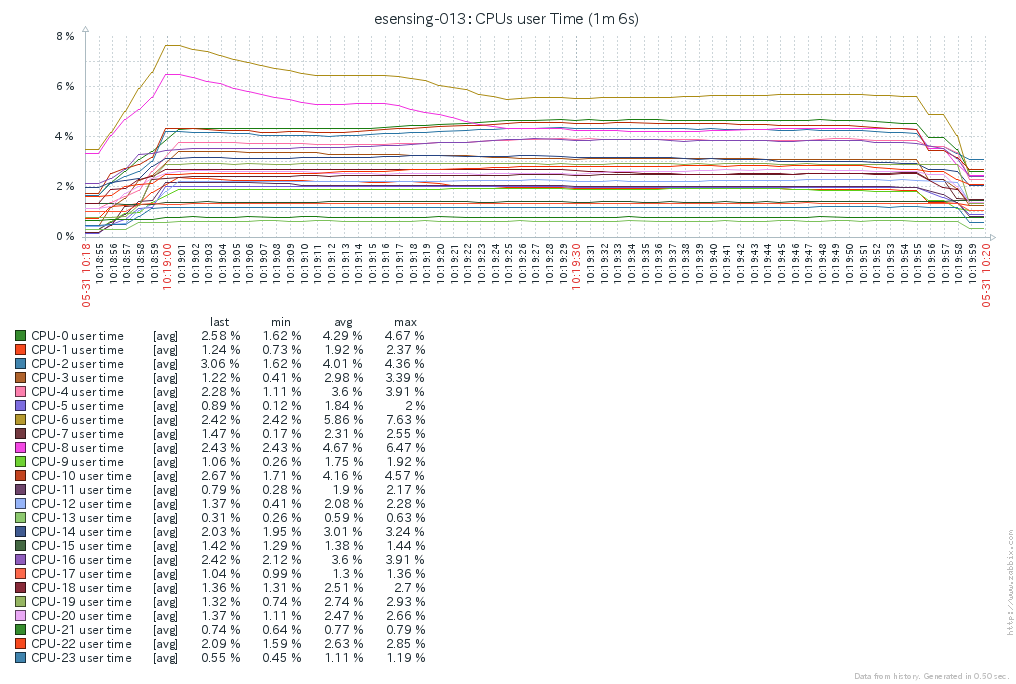 esensing-013: CPUs user Time (1m 6s)
8 %
6 %
4 %
2 %
0 %
05-31 10:18
10:18:55
10:18:56
10:18:57
10:18:58
10:18:59
10:19:00
10:19:01
10:19:02
10:19:03
10:19:04
10:19:05
10:19:06
10:19:07
10:19:08
10:19:09
10:19:10
10:19:11
10:19:12
10:19:13
10:19:14
10:19:15
10:19:16
10:19:17
10:19:18
10:19:19
10:19:20
10:19:21
10:19:22
10:19:23
10:19:24
10:19:25
10:19:26
10:19:27
10:19:28
10:19:29
10:19:30
10:19:31
10:19:32
10:19:33
10:19:34
10:19:35
10:19:36
10:19:37
10:19:38
10:19:39
10:19:40
10:19:41
10:19:42
10:19:43
10:19:44
10:19:45
10:19:46
10:19:47
10:19:48
10:19:49
10:19:50
10:19:51
10:19:52
10:19:53
10:19:54
10:19:55
10:19:56
10:19:57
10:19:58
10:19:59
05-31 10:20
last min avg max
CPU-0 user time [avg] 2.58 % 1.62 % 4.29 % 4.67 %
CPU-1 user time [avg] 1.24 % 0.73 % 1.92 % 2.37 %
CPU-2 user time [avg] 3.06 % 1.62 % 4.01 % 4.36 %
CPU-3 user time [avg] 1.22 % 0.41 % 2.98 % 3.39 %
CPU-4 user time [avg] 2.28 % 1.11 % 3.6 % 3.91 %
CPU-5 user time [avg] 0.89 % 0.12 % 1.84 % 2 %
CPU-6 user time [avg] 2.42 % 2.42 % 5.86 % 7.63 %
CPU-7 user time [avg] 1.47 % 0.17 % 2.31 % 2.55 %
CPU-8 user time [avg] 2.43 % 2.43 % 4.67 % 6.47 %
CPU-9 user time [avg] 1.06 % 0.26 % 1.75 % 1.92 %
CPU-10 user time [avg] 2.67 % 1.71 % 4.16 % 4.57 %
CPU-11 user time [avg] 0.79 % 0.28 % 1.9 % 2.17 %
CPU-12 user time [avg] 1.37 % 0.41 % 2.08 % 2.28 %
CPU-13 user time [avg] 0.31 % 0.26 % 0.59 % 0.63 %
CPU-14 user time [avg] 2.03 % 1.95 % 3.01 % 3.24 %
CPU-15 user time [avg] 1.42 % 1.29 % 1.38 % 1.44 %
CPU-16 user time [avg] 2.42 % 2.12 % 3.6 % 3.91 %
CPU-17 user time [avg] 1.04 % 0.99 % 1.3 % 1.36 %
CPU-18 user time [avg] 1.36 % 1.31 % 2.51 % 2.7 %
CPU-19 user time [avg] 1.32 % 0.74 % 2.74 % 2.93 %
CPU-20 user time [avg] 1.37 % 1.11 % 2.47 % 2.66 %
CPU-21 user time [avg] 0.74 % 0.64 % 0.77 % 0.79 %
CPU-22 user time [avg] 2.09 % 1.59 % 2.63 % 2.85 %
CPU-23 user time [avg] 0.55 % 0.45 % 1.11 % 1.19 %
http://www.zabbix.com
Data from history. Generated in 0.50 sec.